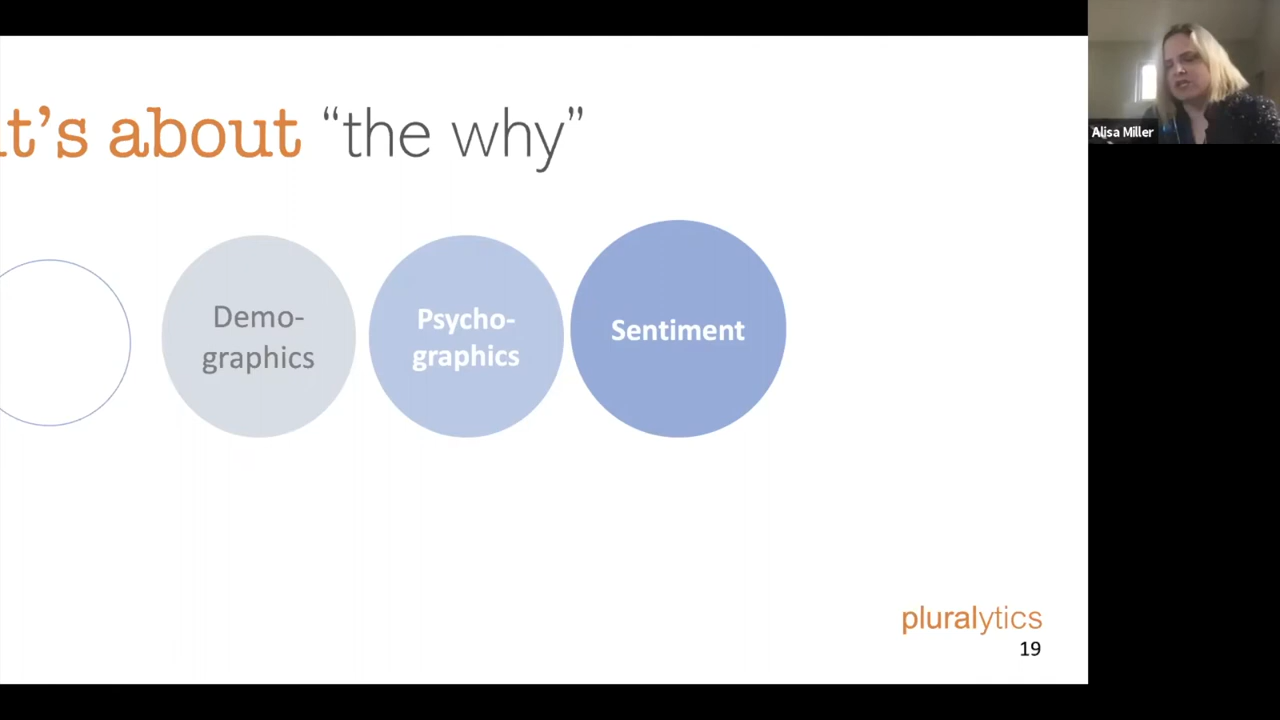 t's about “the why”
Demo-
graphics
Psycho-
graphics
Sentiment
pluralytics
19
Alisa Miller